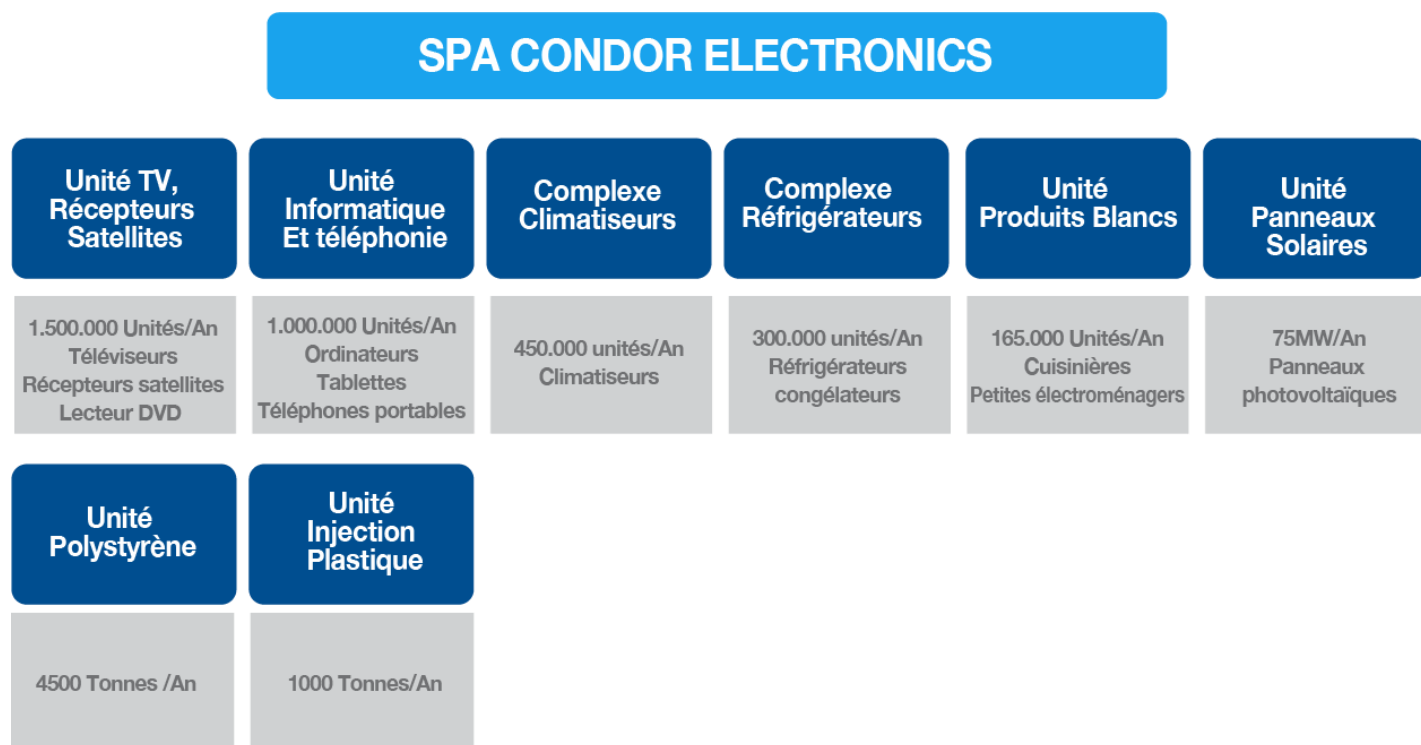 SPA CONDOR ELECTRONICS
Unité TV,
Récepteurs
Satellites
1.500.000 Unités/An
Téléviseurs
Récepteurs satellites
Lecteur DVD
Unité
Informatique
Et téléphonie
1.000.000 Unités/An
Ordinateurs
Tablettes
Téléphones portables
Complexe
Climatiseurs
450.000 unités/An
Climatiseurs
Complexe
Réfrigérateurs
300.000 unités/An
Réfrigérateurs
congélateurs
Unité
Produits Blancs
165.000 Unités/An
Cuisinières
Petites électroménagers
Unité
Panneaux
Solaires
75MW/An
Panneaux
photovoltaïques
Unité
Polystyrène
4500 Tonnes /An
Unité
Injection
Plastique
1000 Tonnes/An